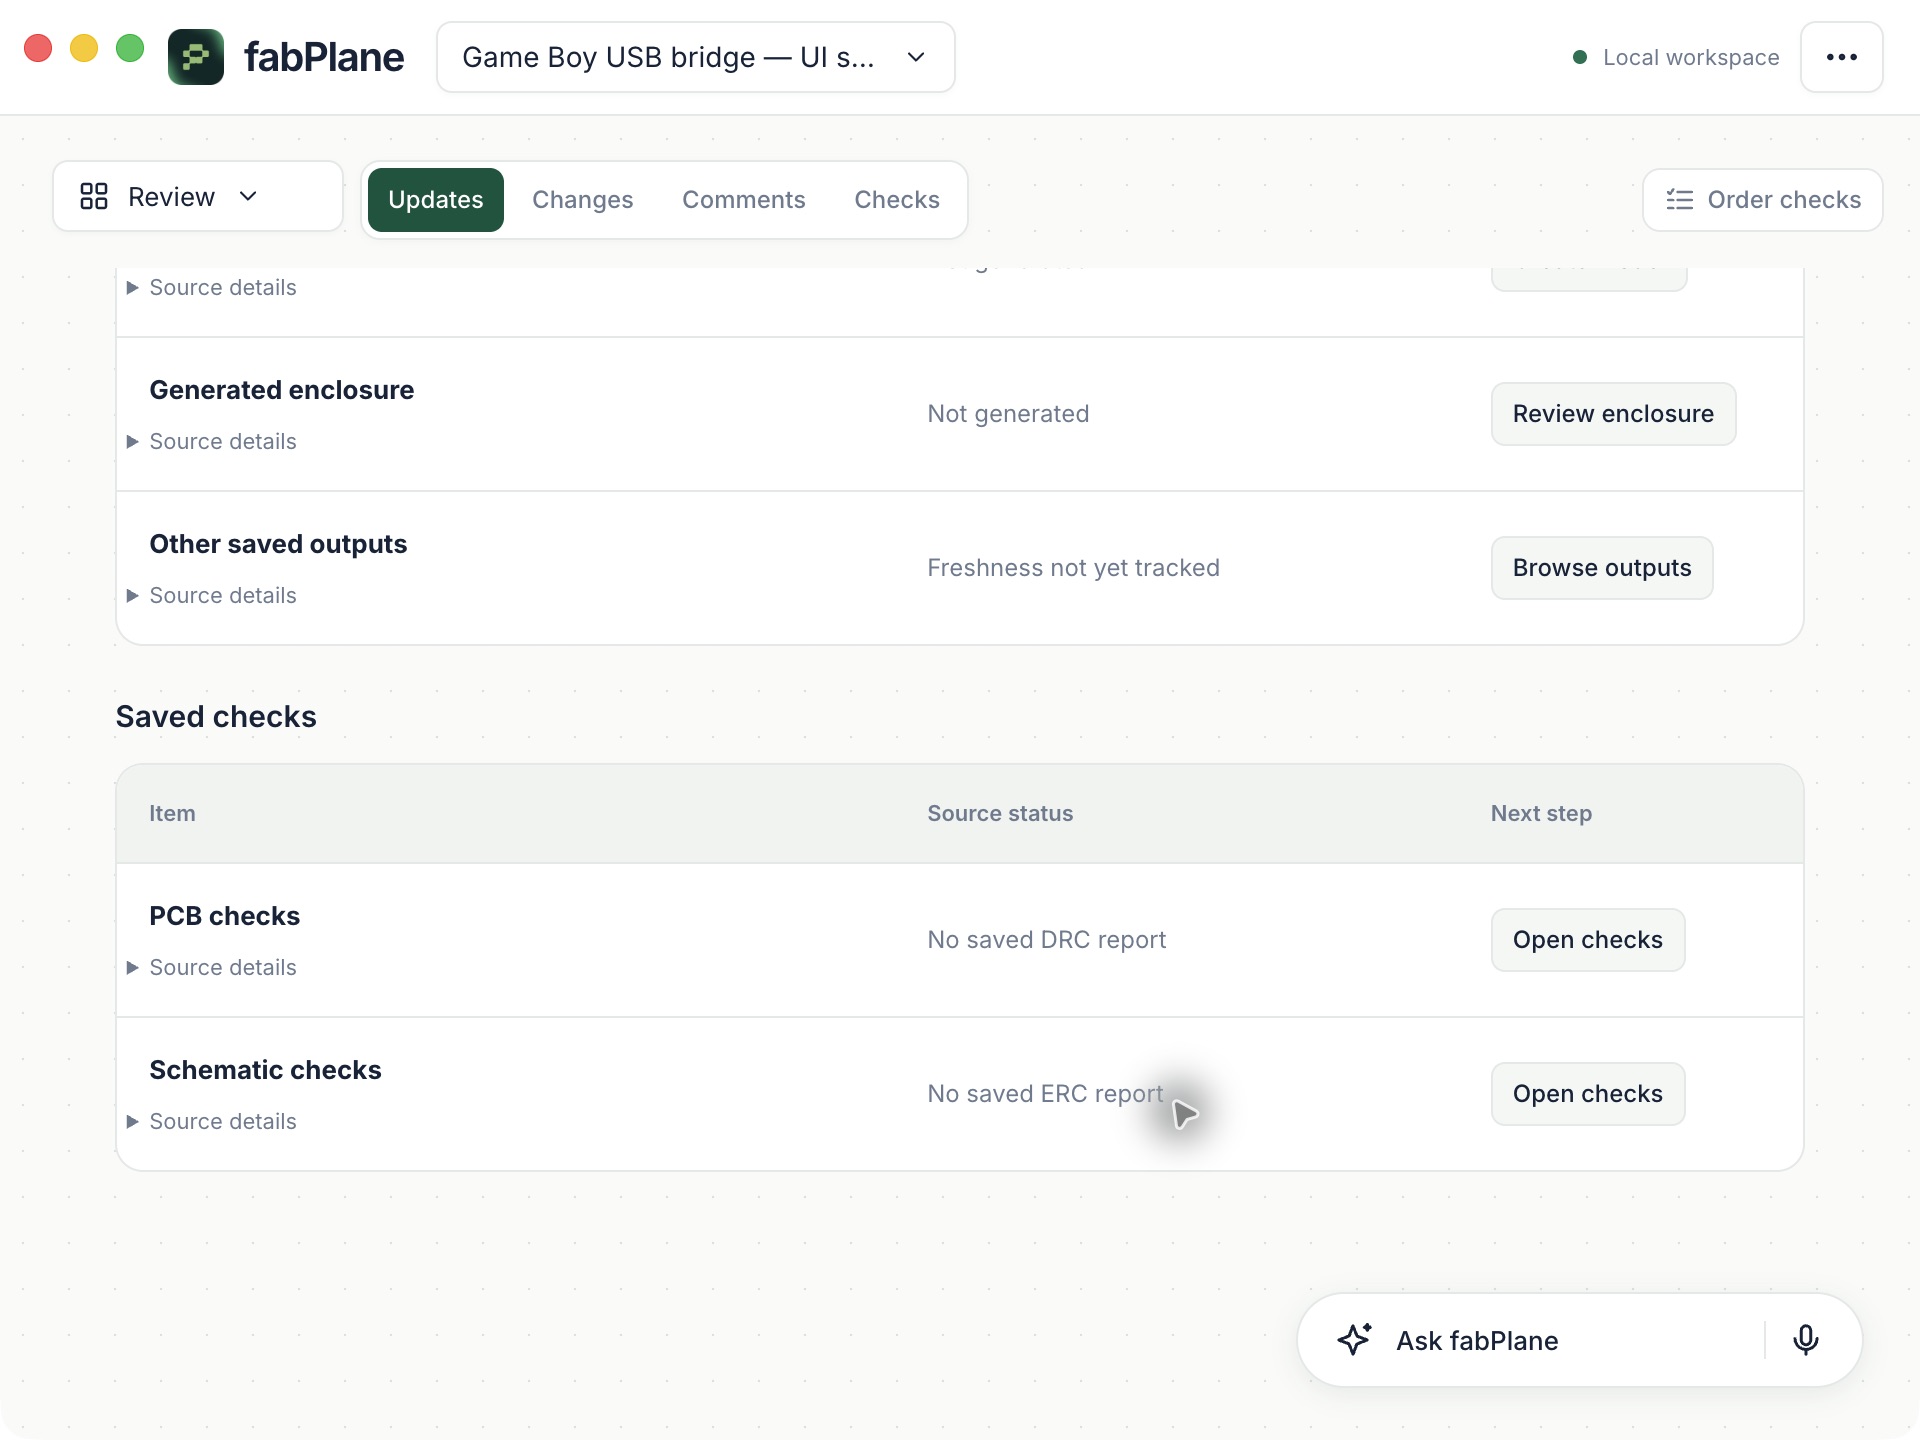 fabPlane
Game Boy USB bridge — UI s...
Local workspace
Review
Updates
Changes
Comments
Checks
Order checks
Source details
Generated enclosure
Source details
Not generated
Review enclosure
Other saved outputs
Source details
Freshness not yet tracked
Browse outputs
Saved checks
Item
Source status
Next step
PCB checks
Source details
No saved DRC report
Open checks
Schematic checks
Source details
No saved ERC report
Open checks
Ask fabPlane